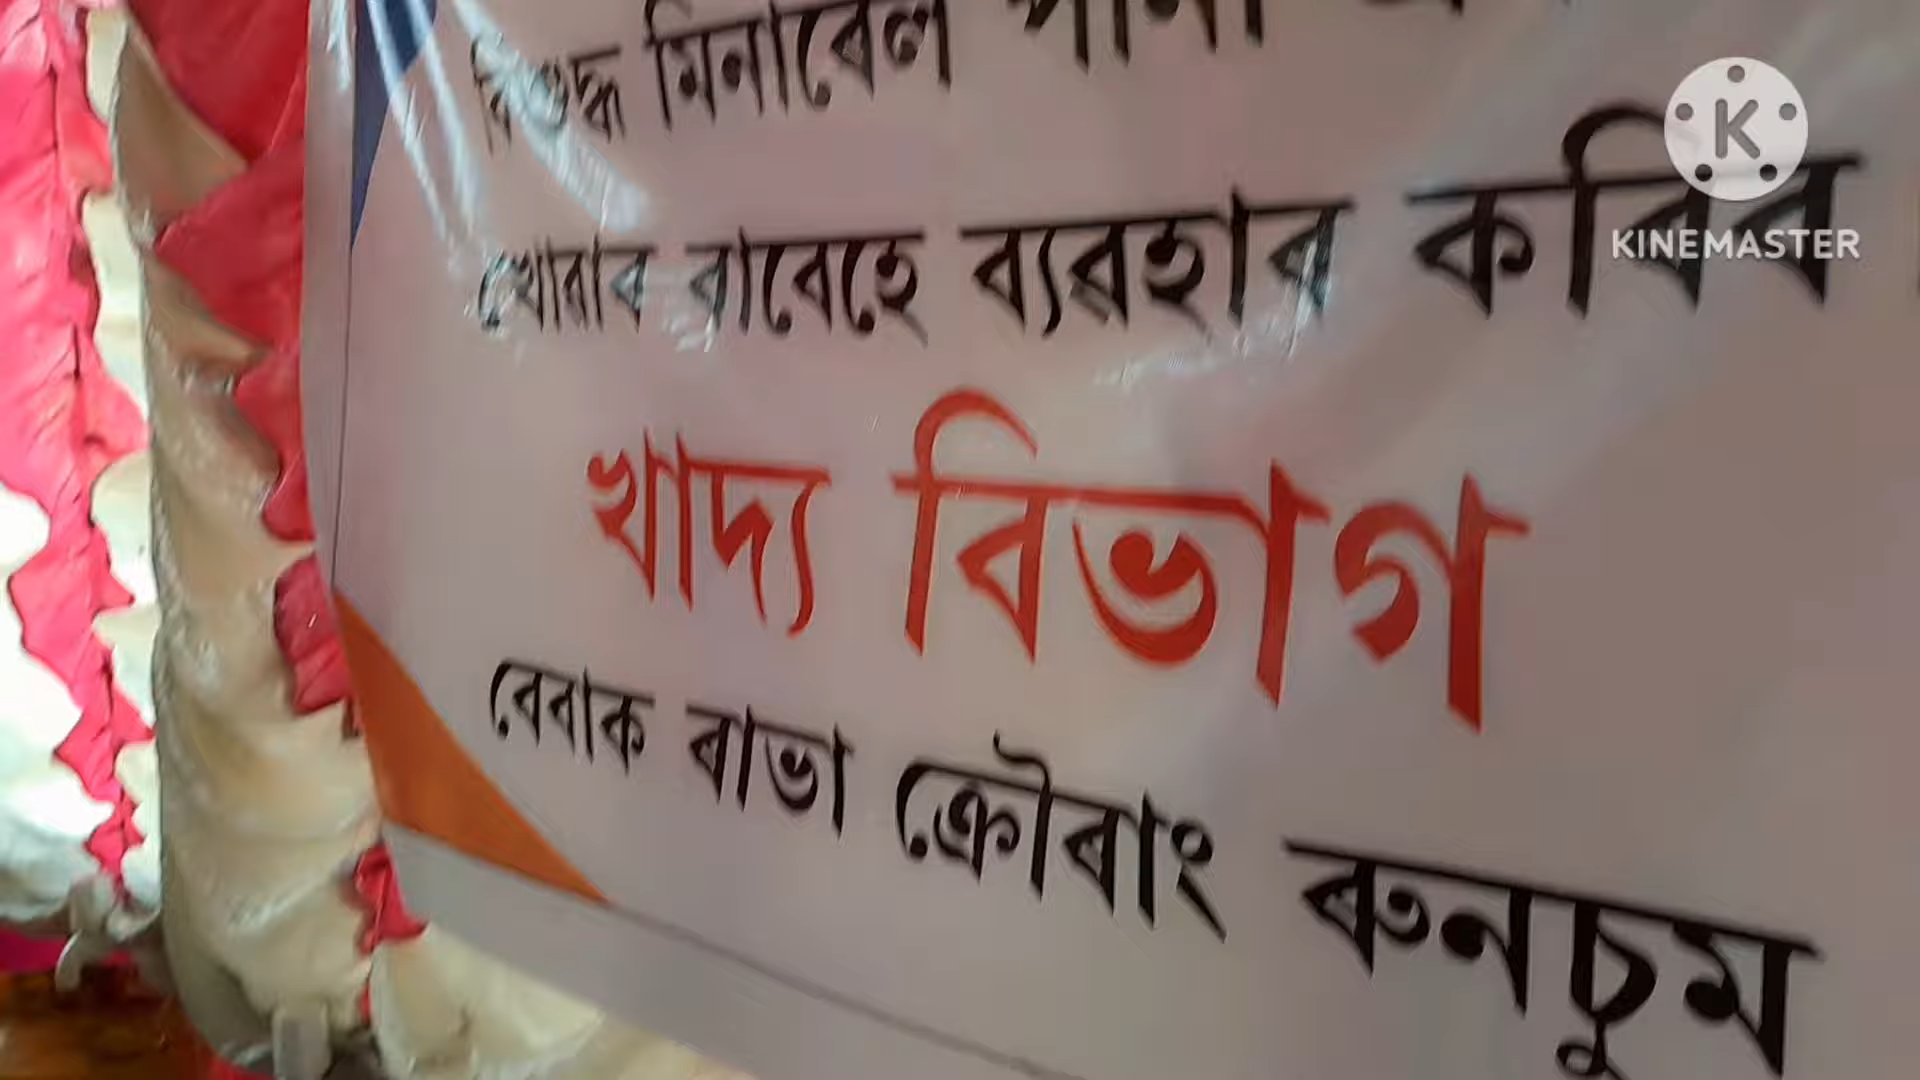 বিশুদ্ধ মিনাৰেল পানী
খোৱাৰ বাবেহে ব্যৱহাৰ কৰিব
খাদ্য বিভাগ
বেবাক ৰাভা ক্ৰৌৰাং ৰুনচুম
K
KINEMASTER